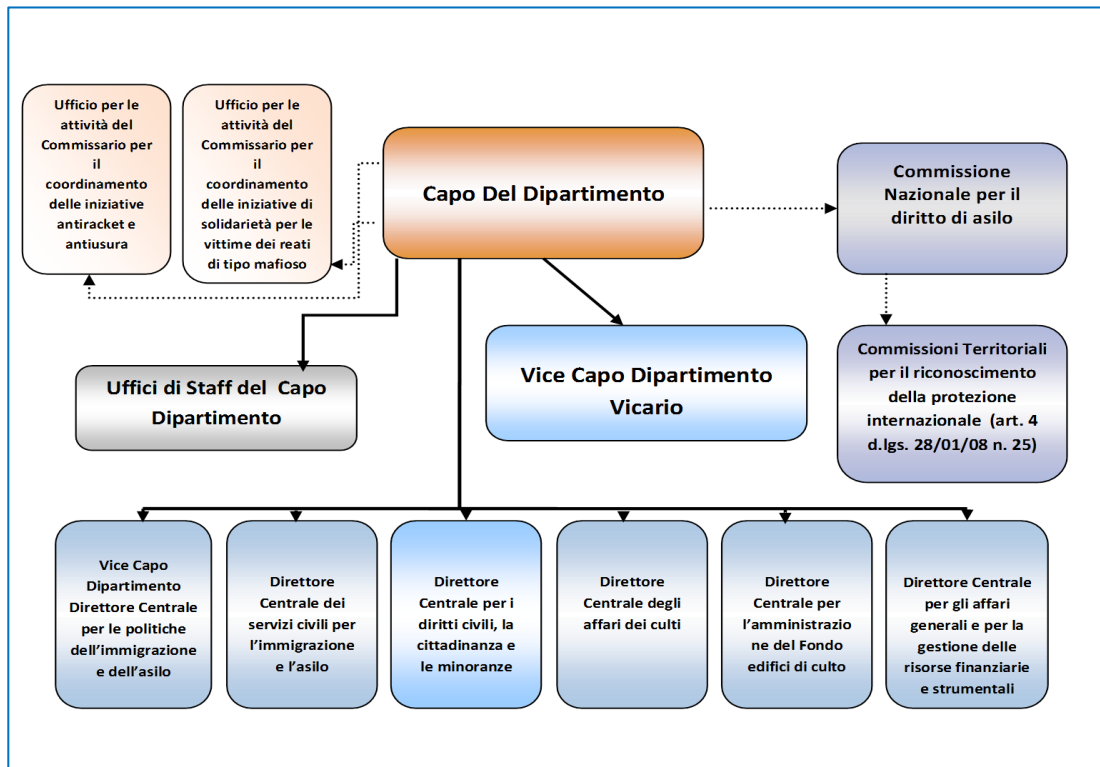 Ufficio per le
attività del
Commissario per
il
coordinamento
delle iniziative
antiracket e
antiusura
Ufficio per le
attività del
Commissario per
il
coordinamento
delle iniziative di
solidarietà per le
vittime dei reati
di tipo mafioso
Capo Del Dipartimento
Commissione
Nazionale per il
diritto di asilo
Uffici di Staff del Capo
Dipartimento
Vice Capo Dipartimento
Vicario
Commissioni Territoriali
per il riconoscimento
della protezione
internazionale (art. 4
d.lgs. 28/01/08 n. 25)
Vice Capo
Dipartimento
Direttore Centrale
per le politiche
dell’immigrazione
e dell’asilo
Direttore
Centrale dei
servizi civili per
l’immigrazione
e l’asilo
Direttore
Centrale per i
diritti civili, la
cittadinanza e
le minoranze
Direttore
Centrale degli
affari dei culti
Direttore
Centrale per
l’amministrazio
ne del Fondo
edifici di culto
Direttore Centrale
per gli affari
generali e per la
gestione delle
risorse finanziarie
e strumentali